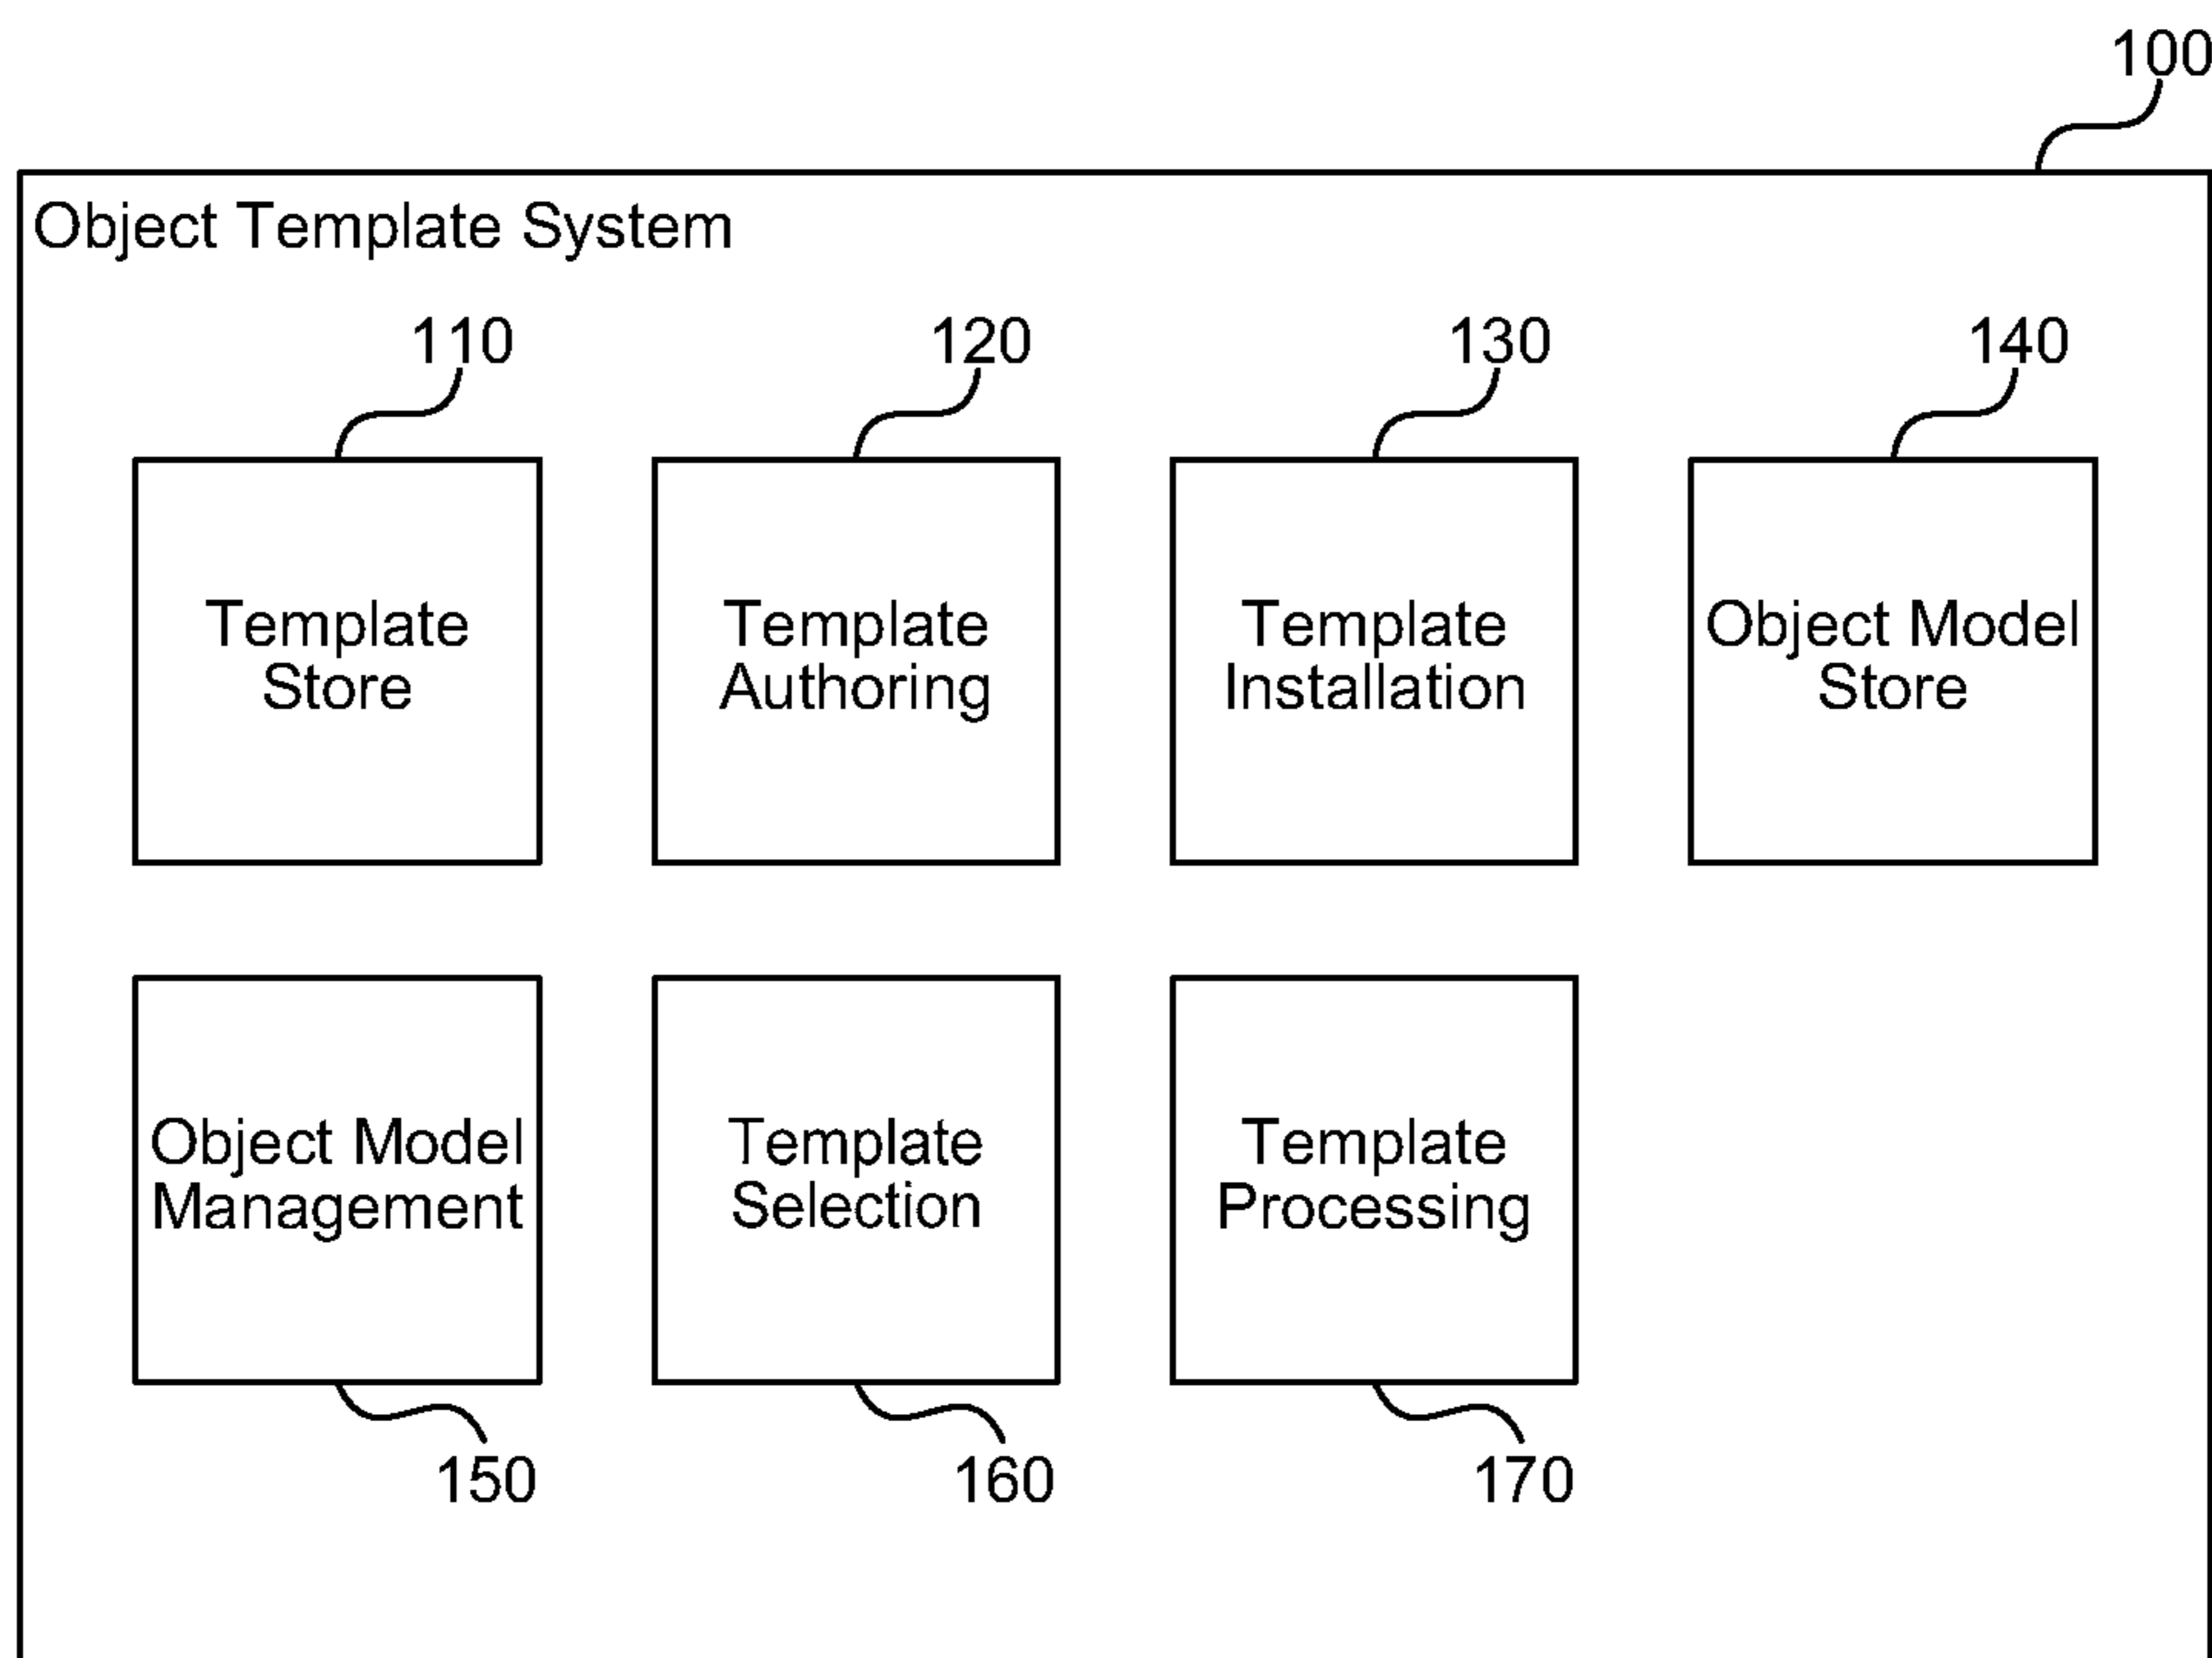 100
Object Template System
110
120
130
140
Template
Store
Template
Authoring
Template
Installation
Object Model
Store
Object Model
Management
Template
Selection
Template
Processing
150
160
170